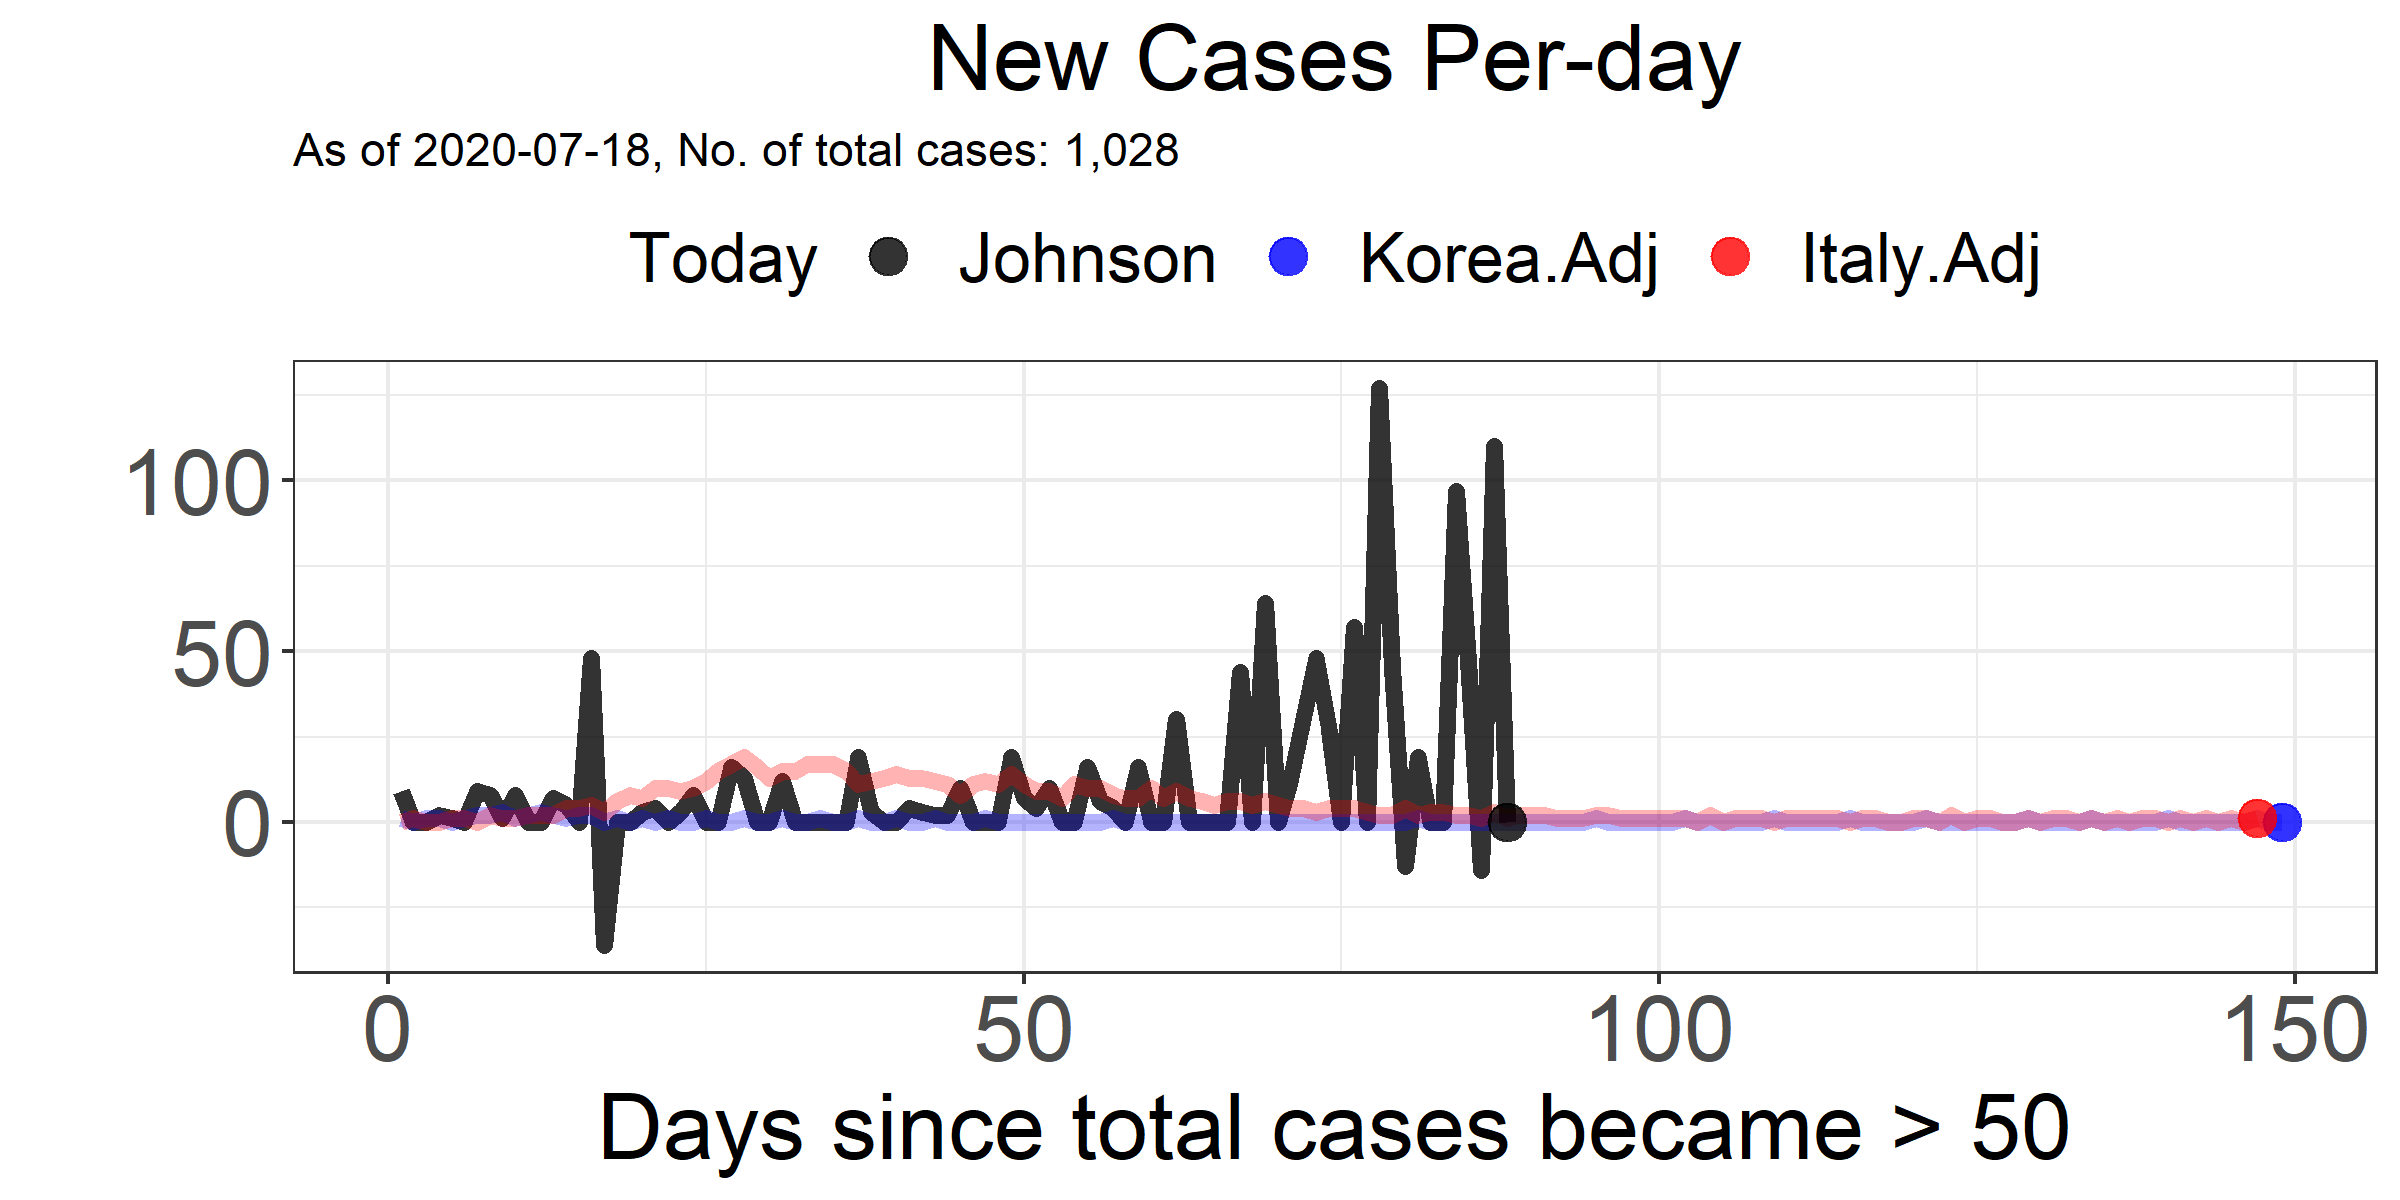 New Cases Per-day
As of 2020-07-18, No. of total cases: 1,028
Today Johnson Korea.Adj Italy.Adj
100
50
0
0 50 100 150
Days since total cases became > 50